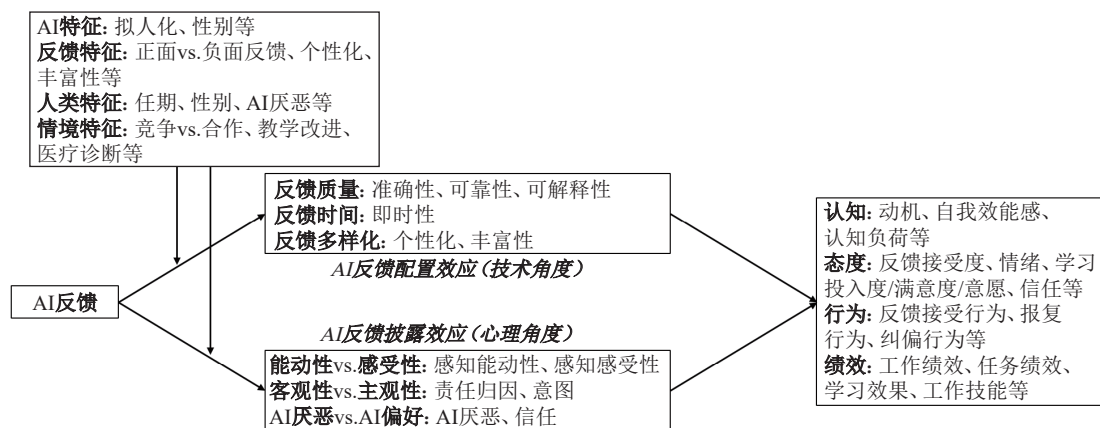 AI特征: 拟人化、性别等
反馈特征: 正面vs.负面反馈、个性化、
丰富性等
人类特征: 任期、性别、AI厌恶等
情境特征: 竞争vs.合作、教学改进、
医疗诊断等
反馈质量: 准确性、可靠性、可解释性
反馈时间: 即时性
反馈多样化: 个性化、丰富性
AI反馈配置效应（技术角度）
AI反馈
AI反馈披露效应（心理角度）
能动性vs.感受性: 感知能动性、感知感受性
客观性vs.主观性: 责任归因、意图
AI厌恶vs.AI偏好: AI厌恶、信任
认知: 动机、自我效能感、
认知负荷等
态度: 反馈接受度、情绪、学习
投入度/满意度/意愿、信任等
行为: 反馈接受行为、报复
行为、纠偏行为等
绩效: 工作绩效、任务绩效、
学习效果、工作技能等